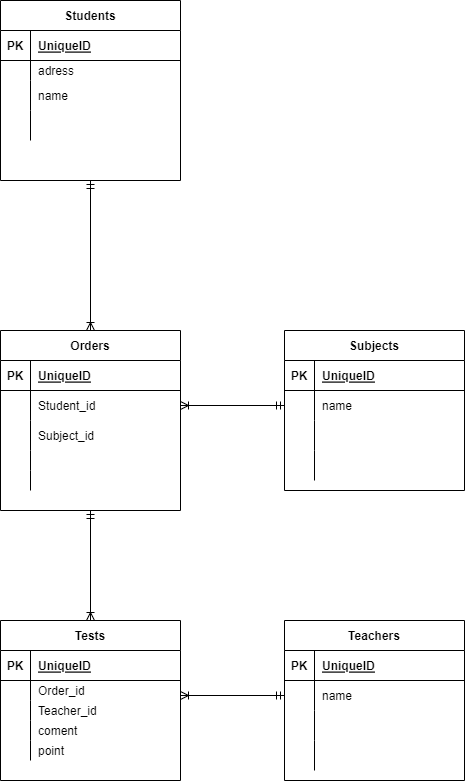 Students
PK UniqueID
adress
name
Orders
PK UniqueID
Student_id
Subject_id
Subjects
PK UniqueID
name
Tests
PK UniqueID
Order_id
Teacher_id
coment
point
Teachers
PK UniqueID
name